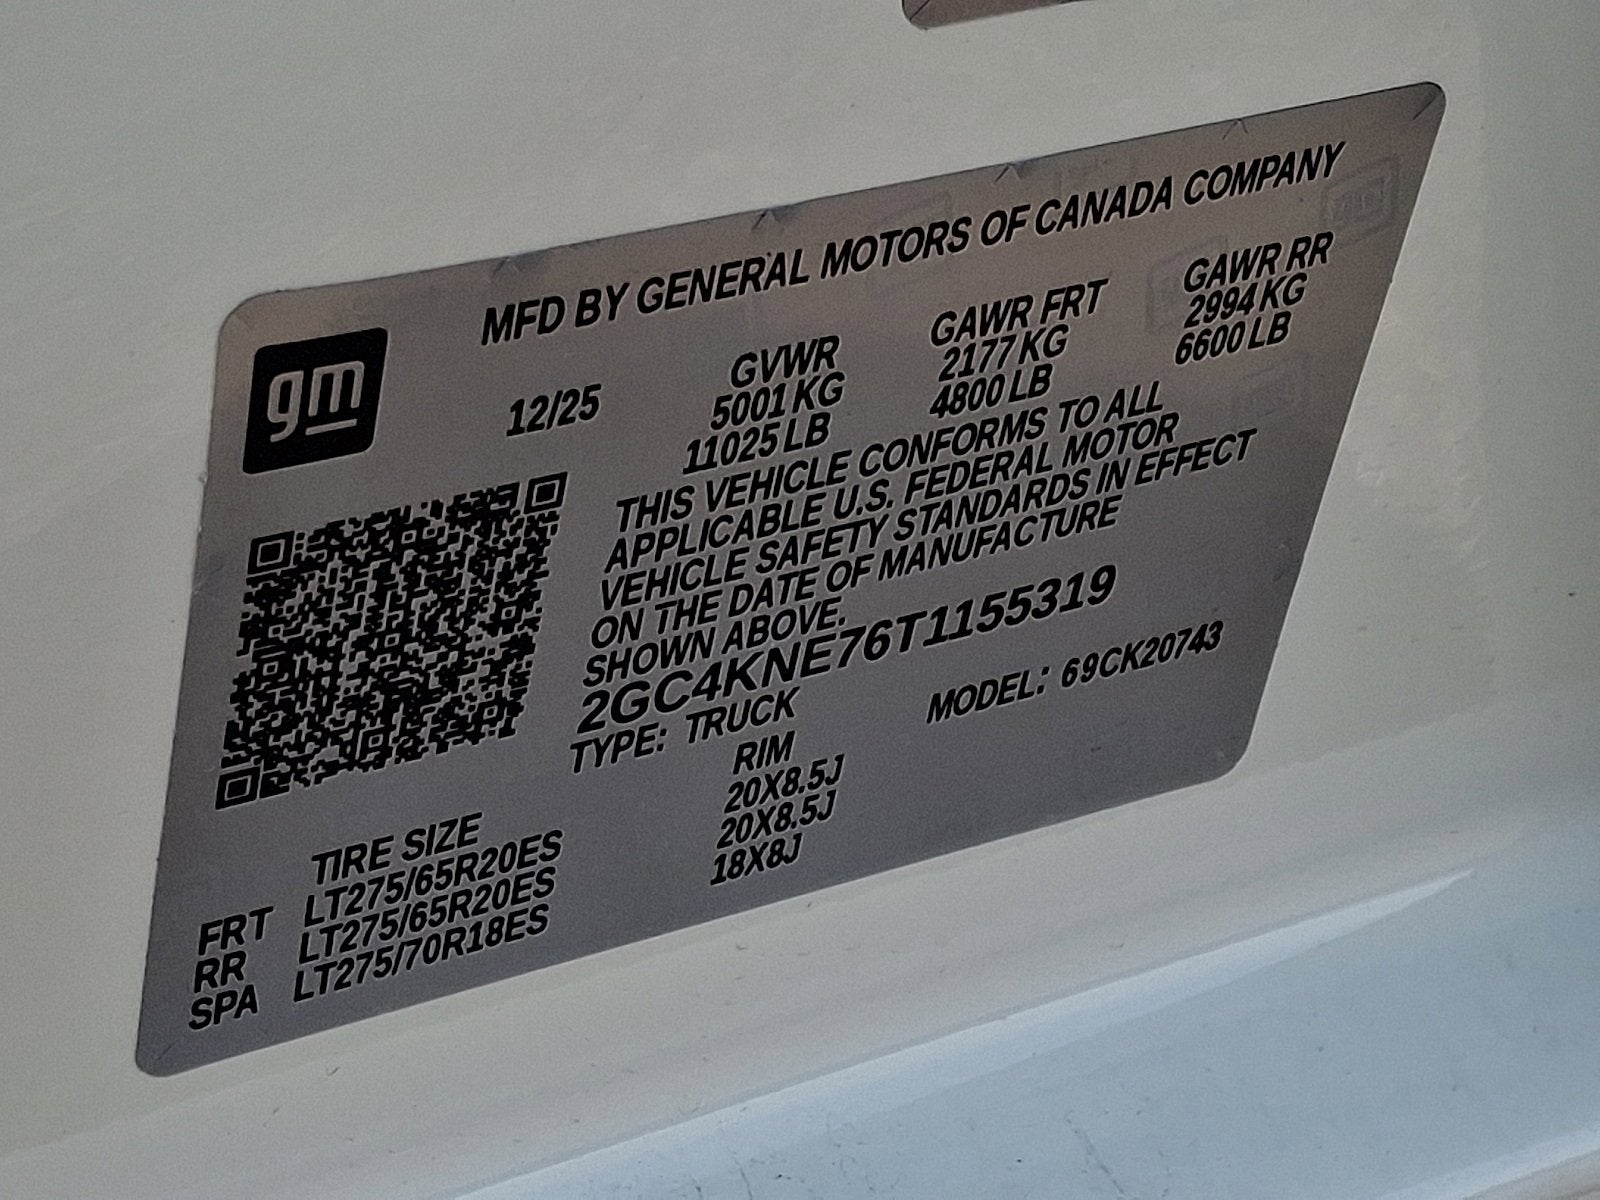 MFD BY GENERAL MOTORS OF CANADA COMPANY
gm
12/25
GVWR
5001 KG
11025 LB
GAWR FRT
2177 KG
4800 LB
GAWR RR
2994 KG
6600 LB
THIS VEHICLE CONFORMS TO ALL
APPLICABLE U.S. FEDERAL MOTOR
VEHICLE SAFETY STANDARDS IN EFFECT
ON THE DATE OF MANUFACTURE
SHOWN ABOVE.
2GC4KNE76T1155319
TYPE: TRUCK
MODEL: 69CK20743
TIRE SIZE RIM
FRT LT275/65R20ES 20X8.5J
RR LT275/65R20ES 20X8.5J
SPA LT275/70R18ES 18X8J